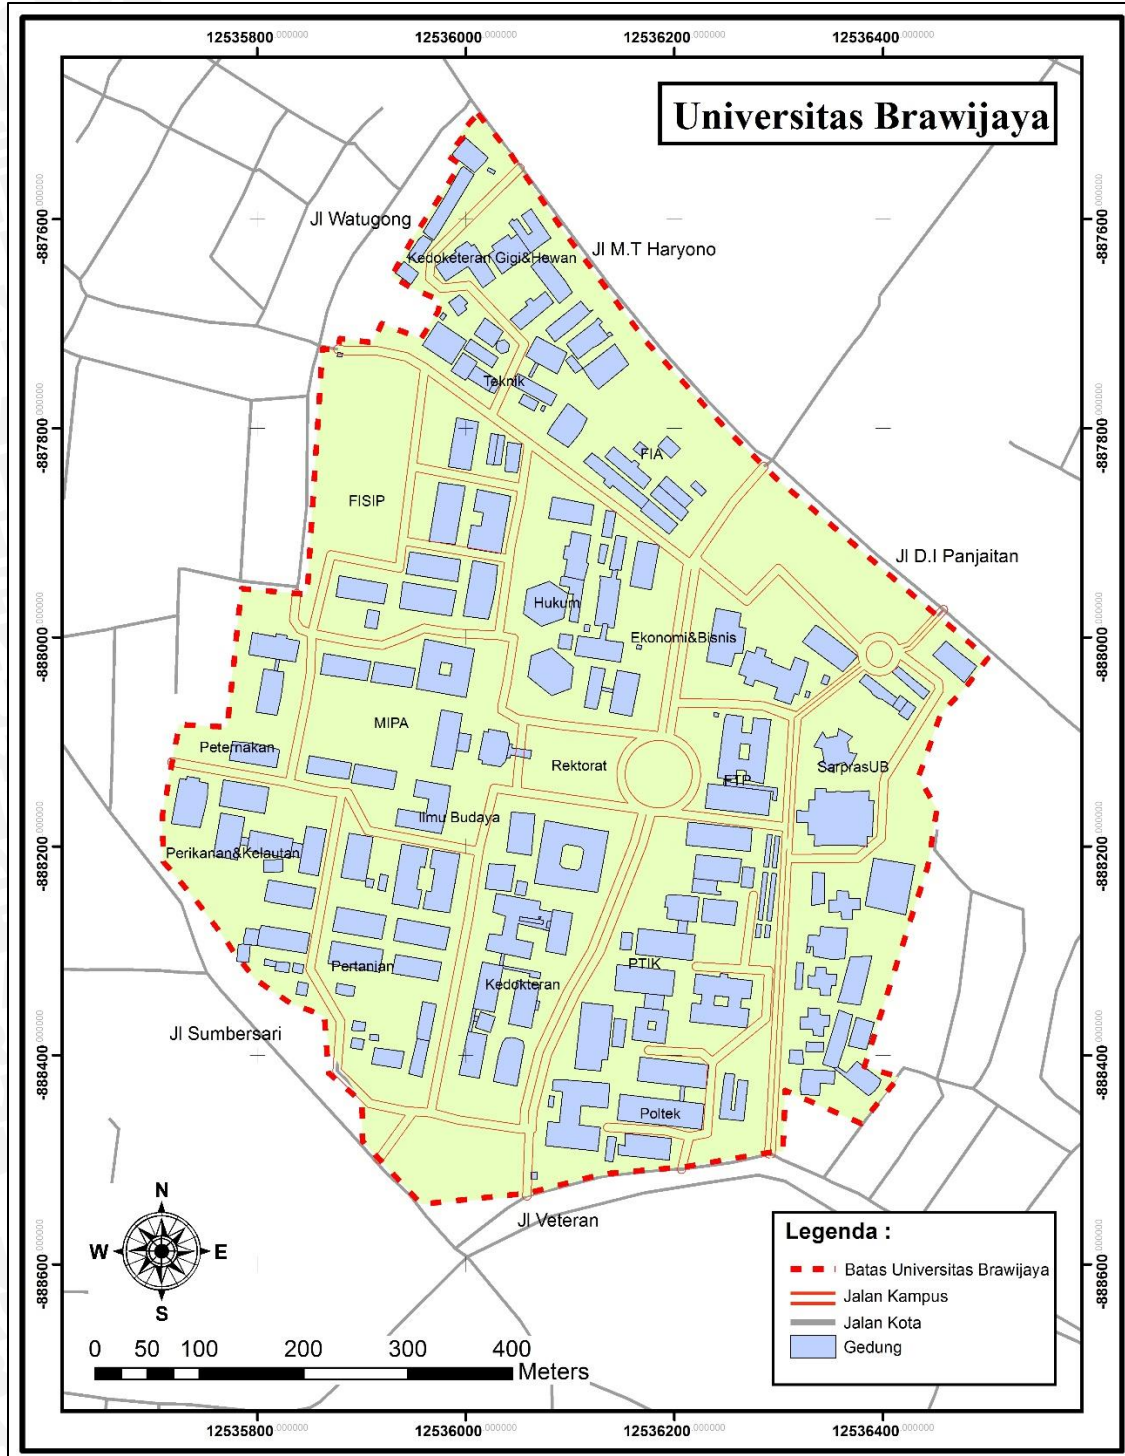 12535800.000000 12536000.000000 12536200.000000 12536400.000000
Universitas Brawijaya
-887600.000000
-887600.000000
Jl Watugong
Jl M.T Haryono
Kedoketeran Gigi&Hewan
Teknik
-887800.000000
-887800.000000
FIA
FISIP
Jl D.I Panjaitan
Hukum
Ekonomi&Bisnis
-888000.000000
-888000.000000
MIPA
Peternakan
Rektorat
FTP
SarprasUB
Ilmu Budaya
Perikanan&Kelautan
-888200.000000
-888200.000000
Pertanian
PTIK
Kedokteran
Jl Sumbersari
-888400.000000
-888400.000000
Poltek
Jl Veteran
N
W E
S
-888600.000000
-888600.000000
Legenda :
Batas Universitas Brawijaya
Jalan Kampus
Jalan Kota
Gedung
0 50 100 200 300 400
Meters
12535800.000000 12536000.000000 12536200.000000 12536400.000000